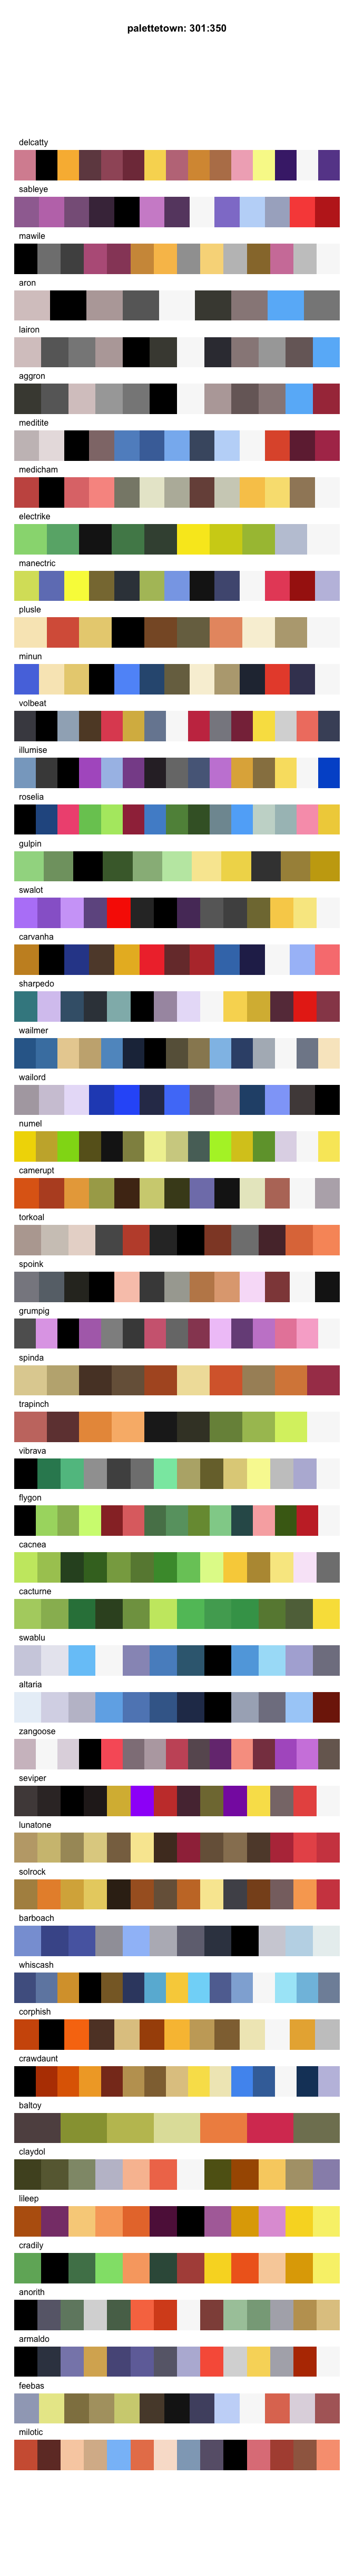 palettetown: 301:350
delcatty
sableye
mawile
aron
lairon
aggron
meditite
medicham
electrike
manectric
plusle
minun
volbeat
illumise
roselia
gulpin
swalot
carvanha
sharpedo
wailmer
wailord
numel
camerupt
torkoal
spoink
grumpig
spinda
trapinch
vibrava
flygon
cacnea
cacturne
swablu
altaria
zangoose
seviper
lunatone
solrock
barboach
whiscash
corphish
crawdaunt
baltoy
claydol
lileep
cradily
anorith
armaldo
feebas
milotic